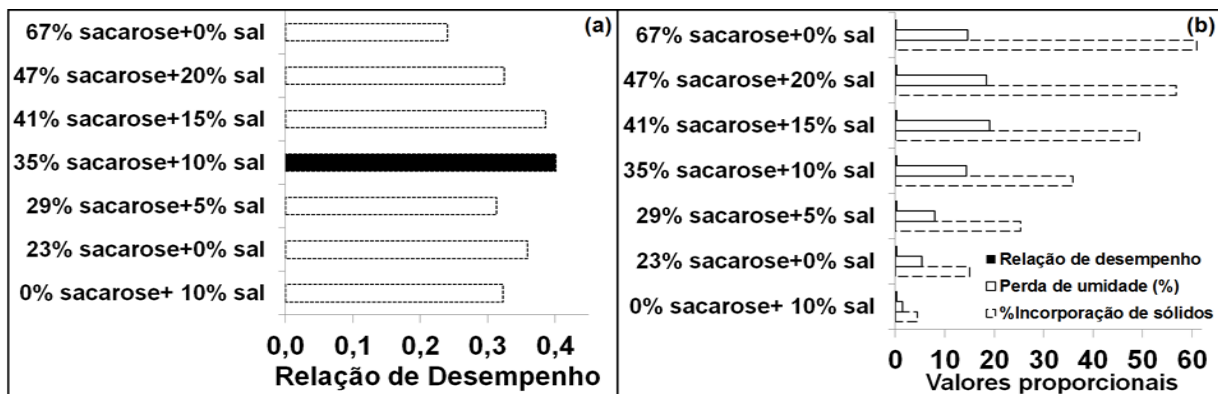 (a)
67% sacarose+0% sal
47% sacarose+20% sal
41% sacarose+15% sal
35% sacarose+10% sal
29% sacarose+5% sal
23% sacarose+0% sal
0% sacarose+ 10% sal
0,0 0,1 0,2 0,3 0,4
Relação de Desempenho
(b)
67% sacarose+0% sal
47% sacarose+20% sal
41% sacarose+15% sal
35% sacarose+10% sal
29% sacarose+5% sal
23% sacarose+0% sal
0% sacarose+ 10% sal
Relação de desempenho
Perda de umidade (%)
%Incorporação de sólidos
0 10 20 30 40 50 60
Valores proporcionais